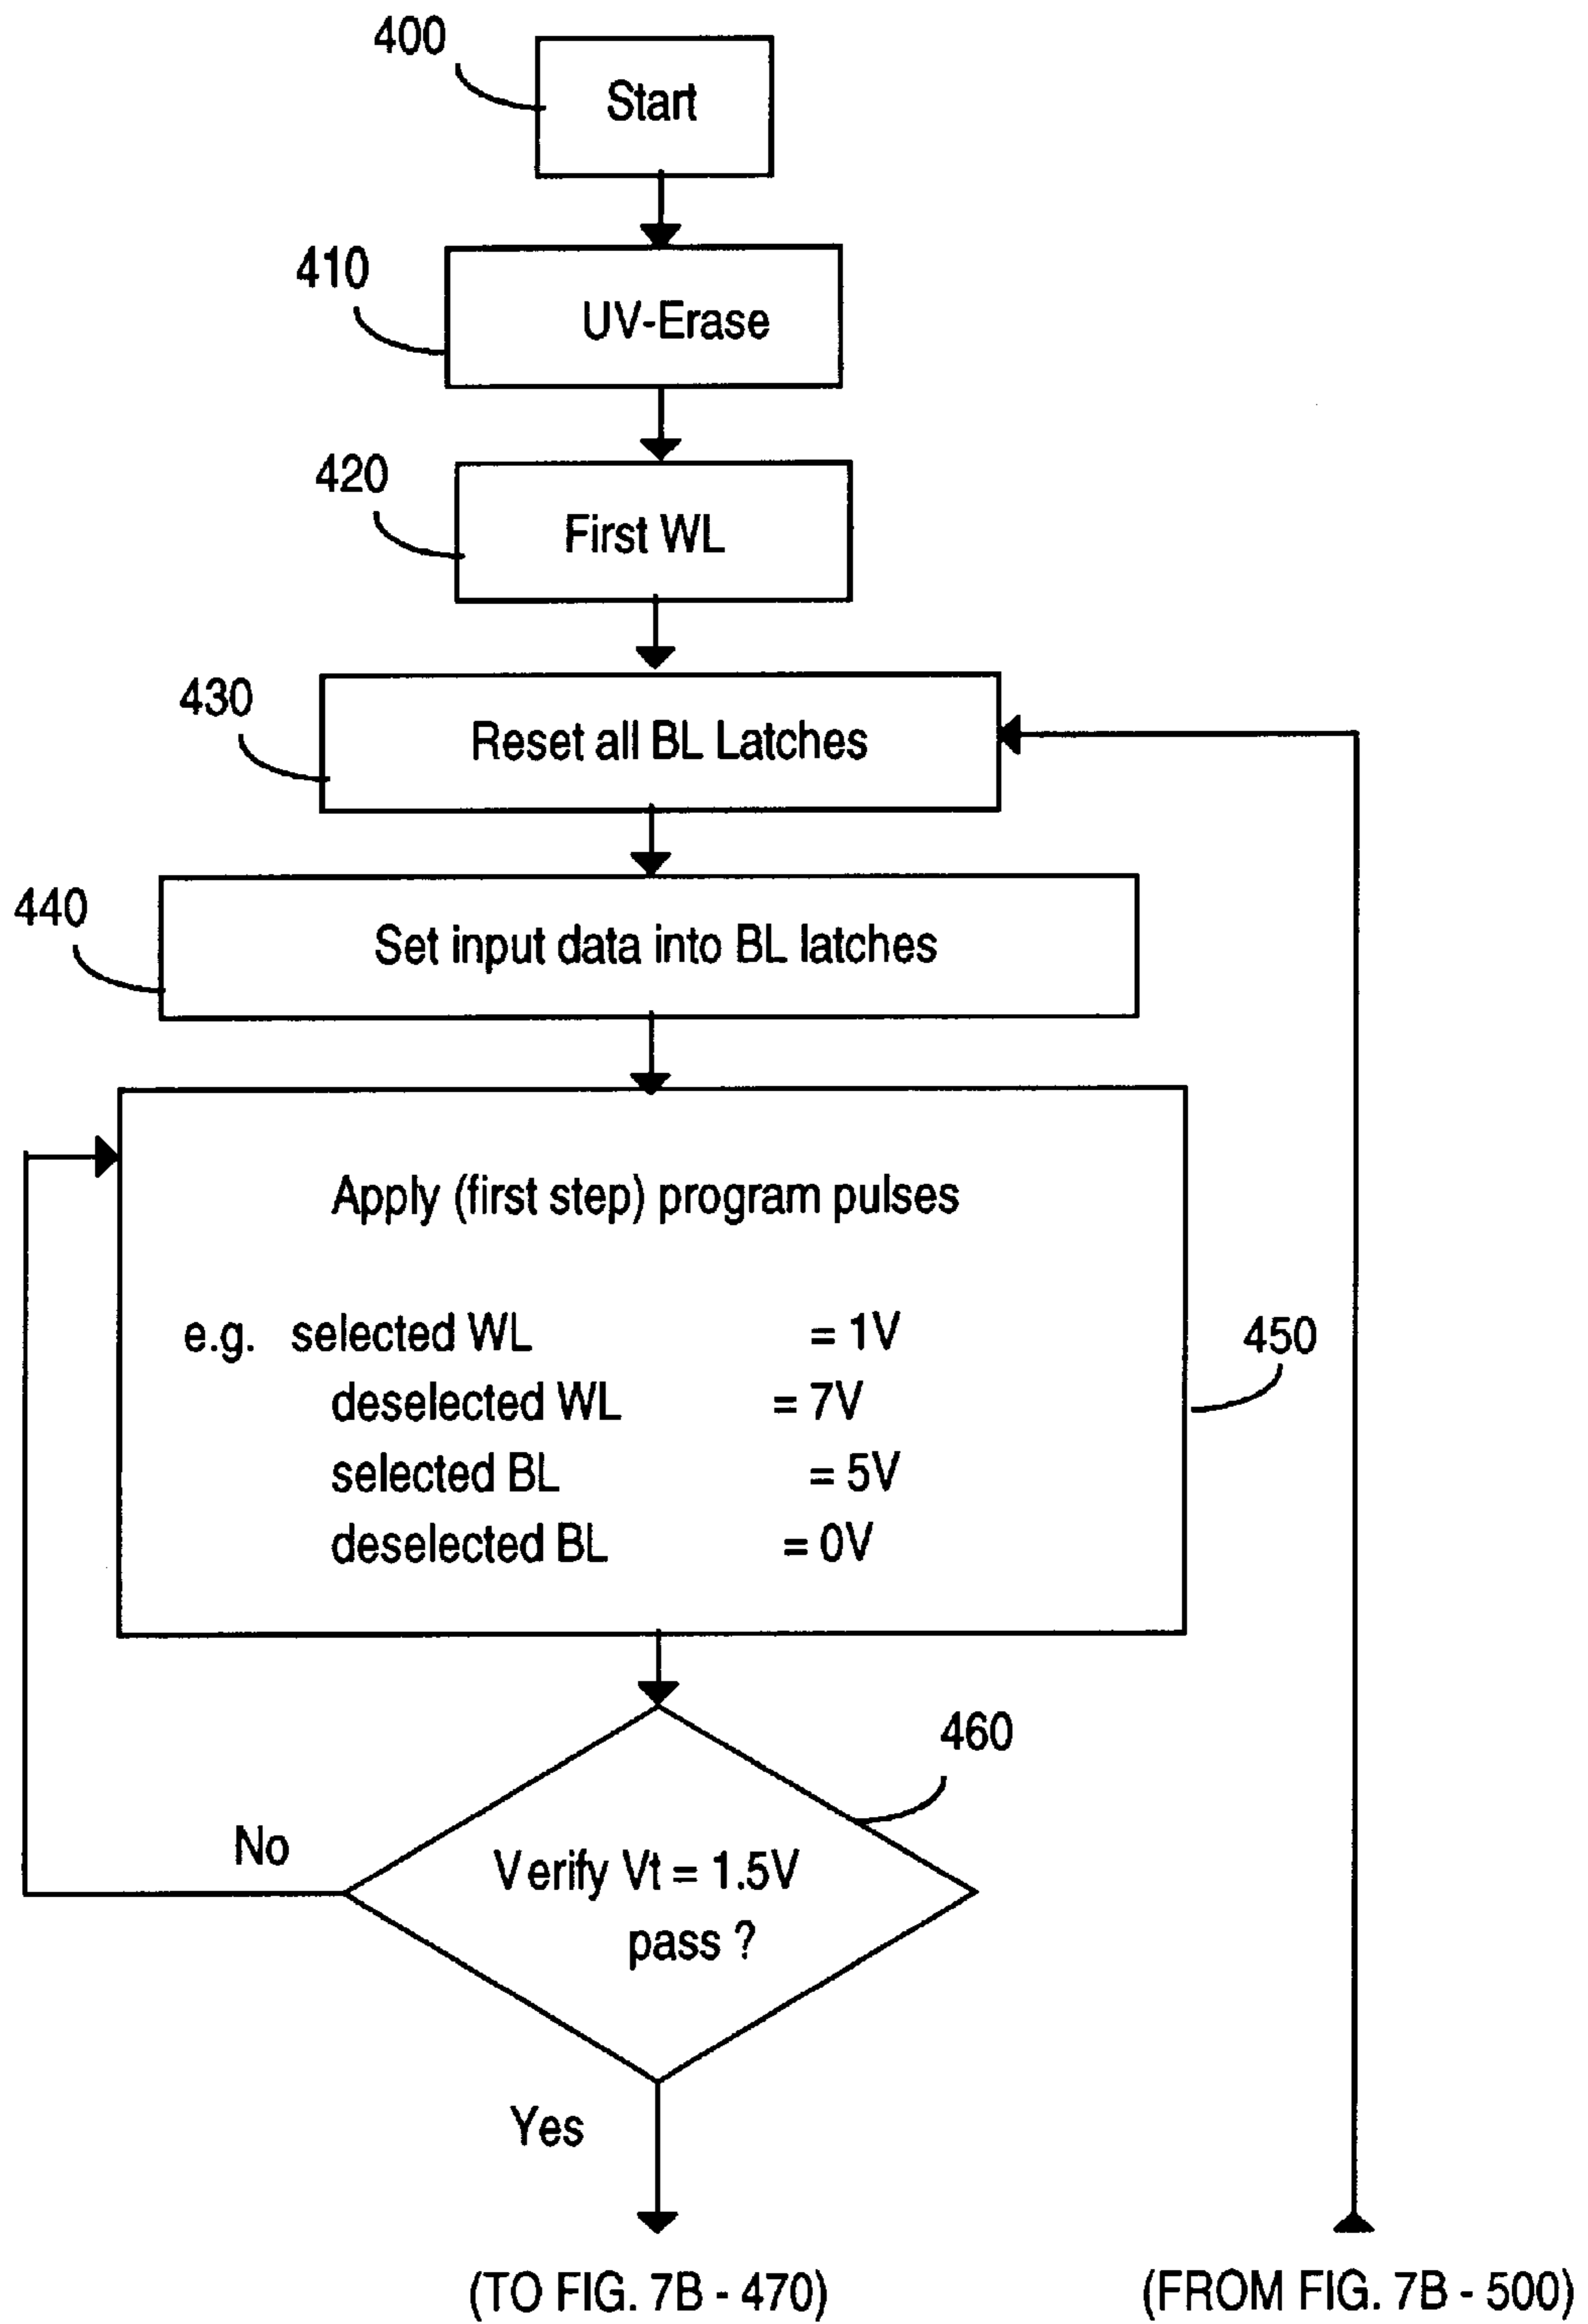 400
Start
410
UV-Erase
420
First WL
430
Reset all BL Latches
440
Set input data into BL latches
Apply (first step) program pulses
e.g. selected WL = 1V
deselected WL = 7V
selected BL = 5V
deselected BL = 0V
450
460
Verify Vt = 1.5V
pass ?
No
Yes
(TO FIG. 7B - 470)
(FROM FIG. 7B - 500)